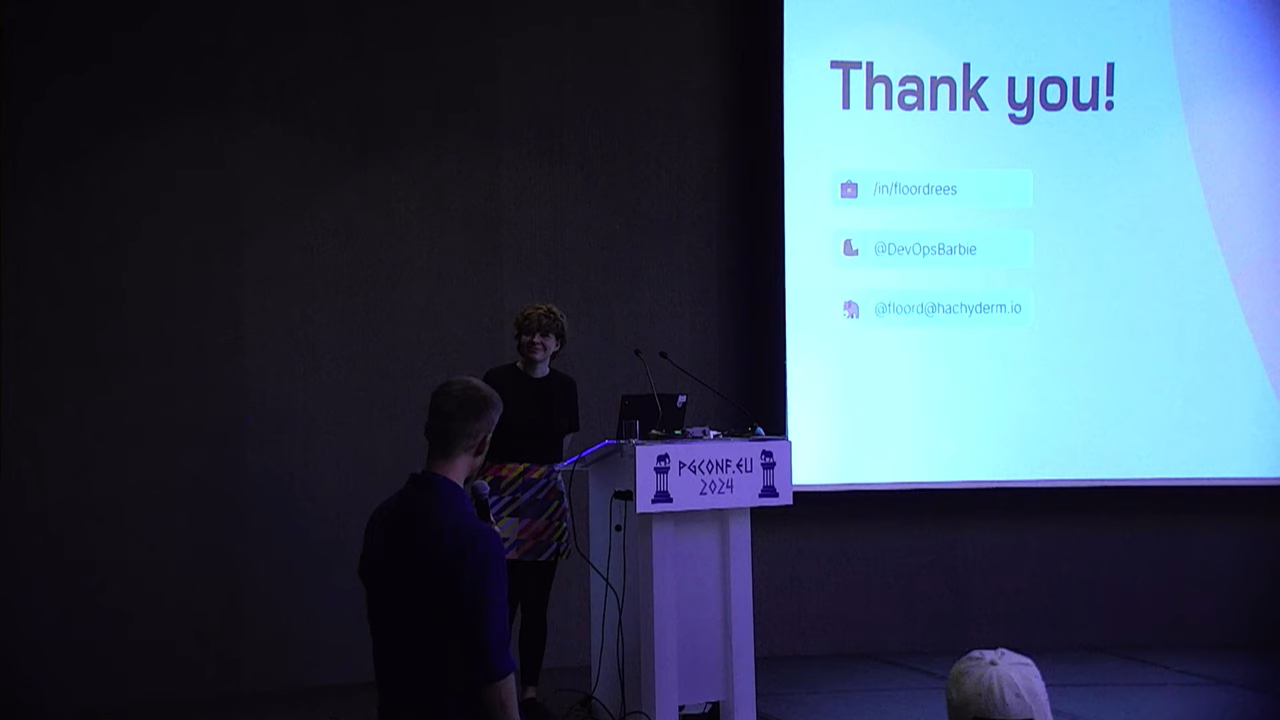 Thank you!
/in/floordrees
@DevOpsBarbie
@floord@hachyderm.io
PGCONF.EU
2024